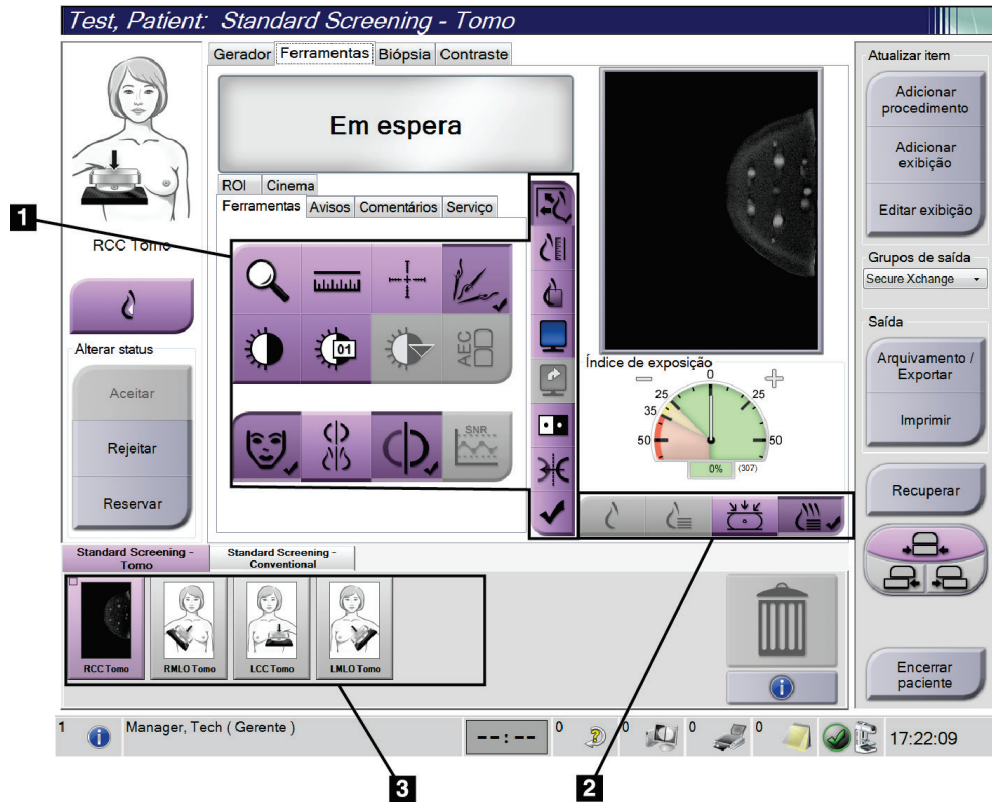 Test, Patient: Standard Screening - Tomo
Gerador Ferramentas Biópsia Contraste
Em espera
ROI Cinema
Ferramentas Avisos Comentários Serviço
01
AEC
SNR
1
RCC Tomo
Alterar status
Aceitar
Rejeitar
Reservar
Índice de exposição
0
25 25
35
50 50
0% (307)
Atualizar item
Adicionar
procedimento
Adicionar
exibição
Editar exibição
Grupos de saída
Secure Xchange
Saída
Arquivamento /
Exportar
Imprimir
Recuperar
Encerrar
paciente
Standard Screening -
Tomo
Standard Screening -
Conventional
RCC Tomo
RMLO Tomo
LCC Tomo
LMLO Tomo
1 Manager, Tech ( Gerente )
--:-- 0 0 0 0 17:22:09
3
2